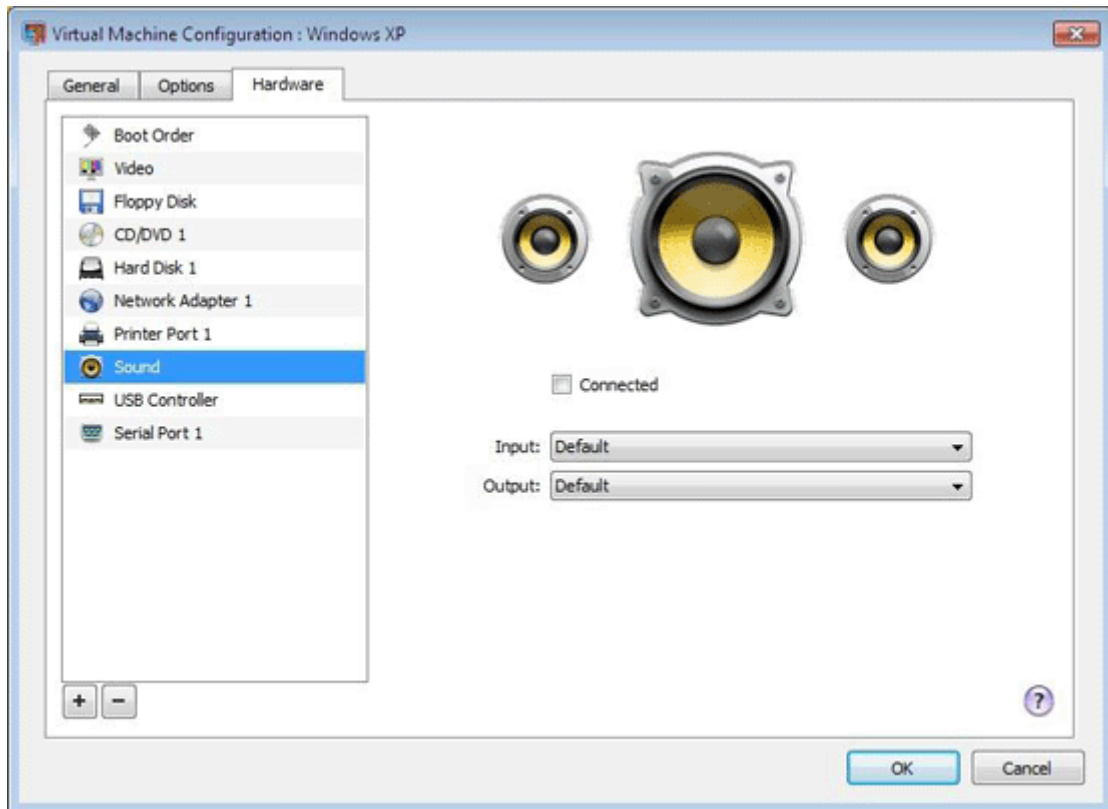 Virtual Machine Configuration : Windows XP
General Options Hardware
Boot Order
Video
Floppy Disk
CD/DVD 1
Hard Disk 1
Network Adapter 1
Printer Port 1
Sound
USB Controller
Serial Port 1
Connected
Input: Default
Output: Default
+ −
?
OK Cancel